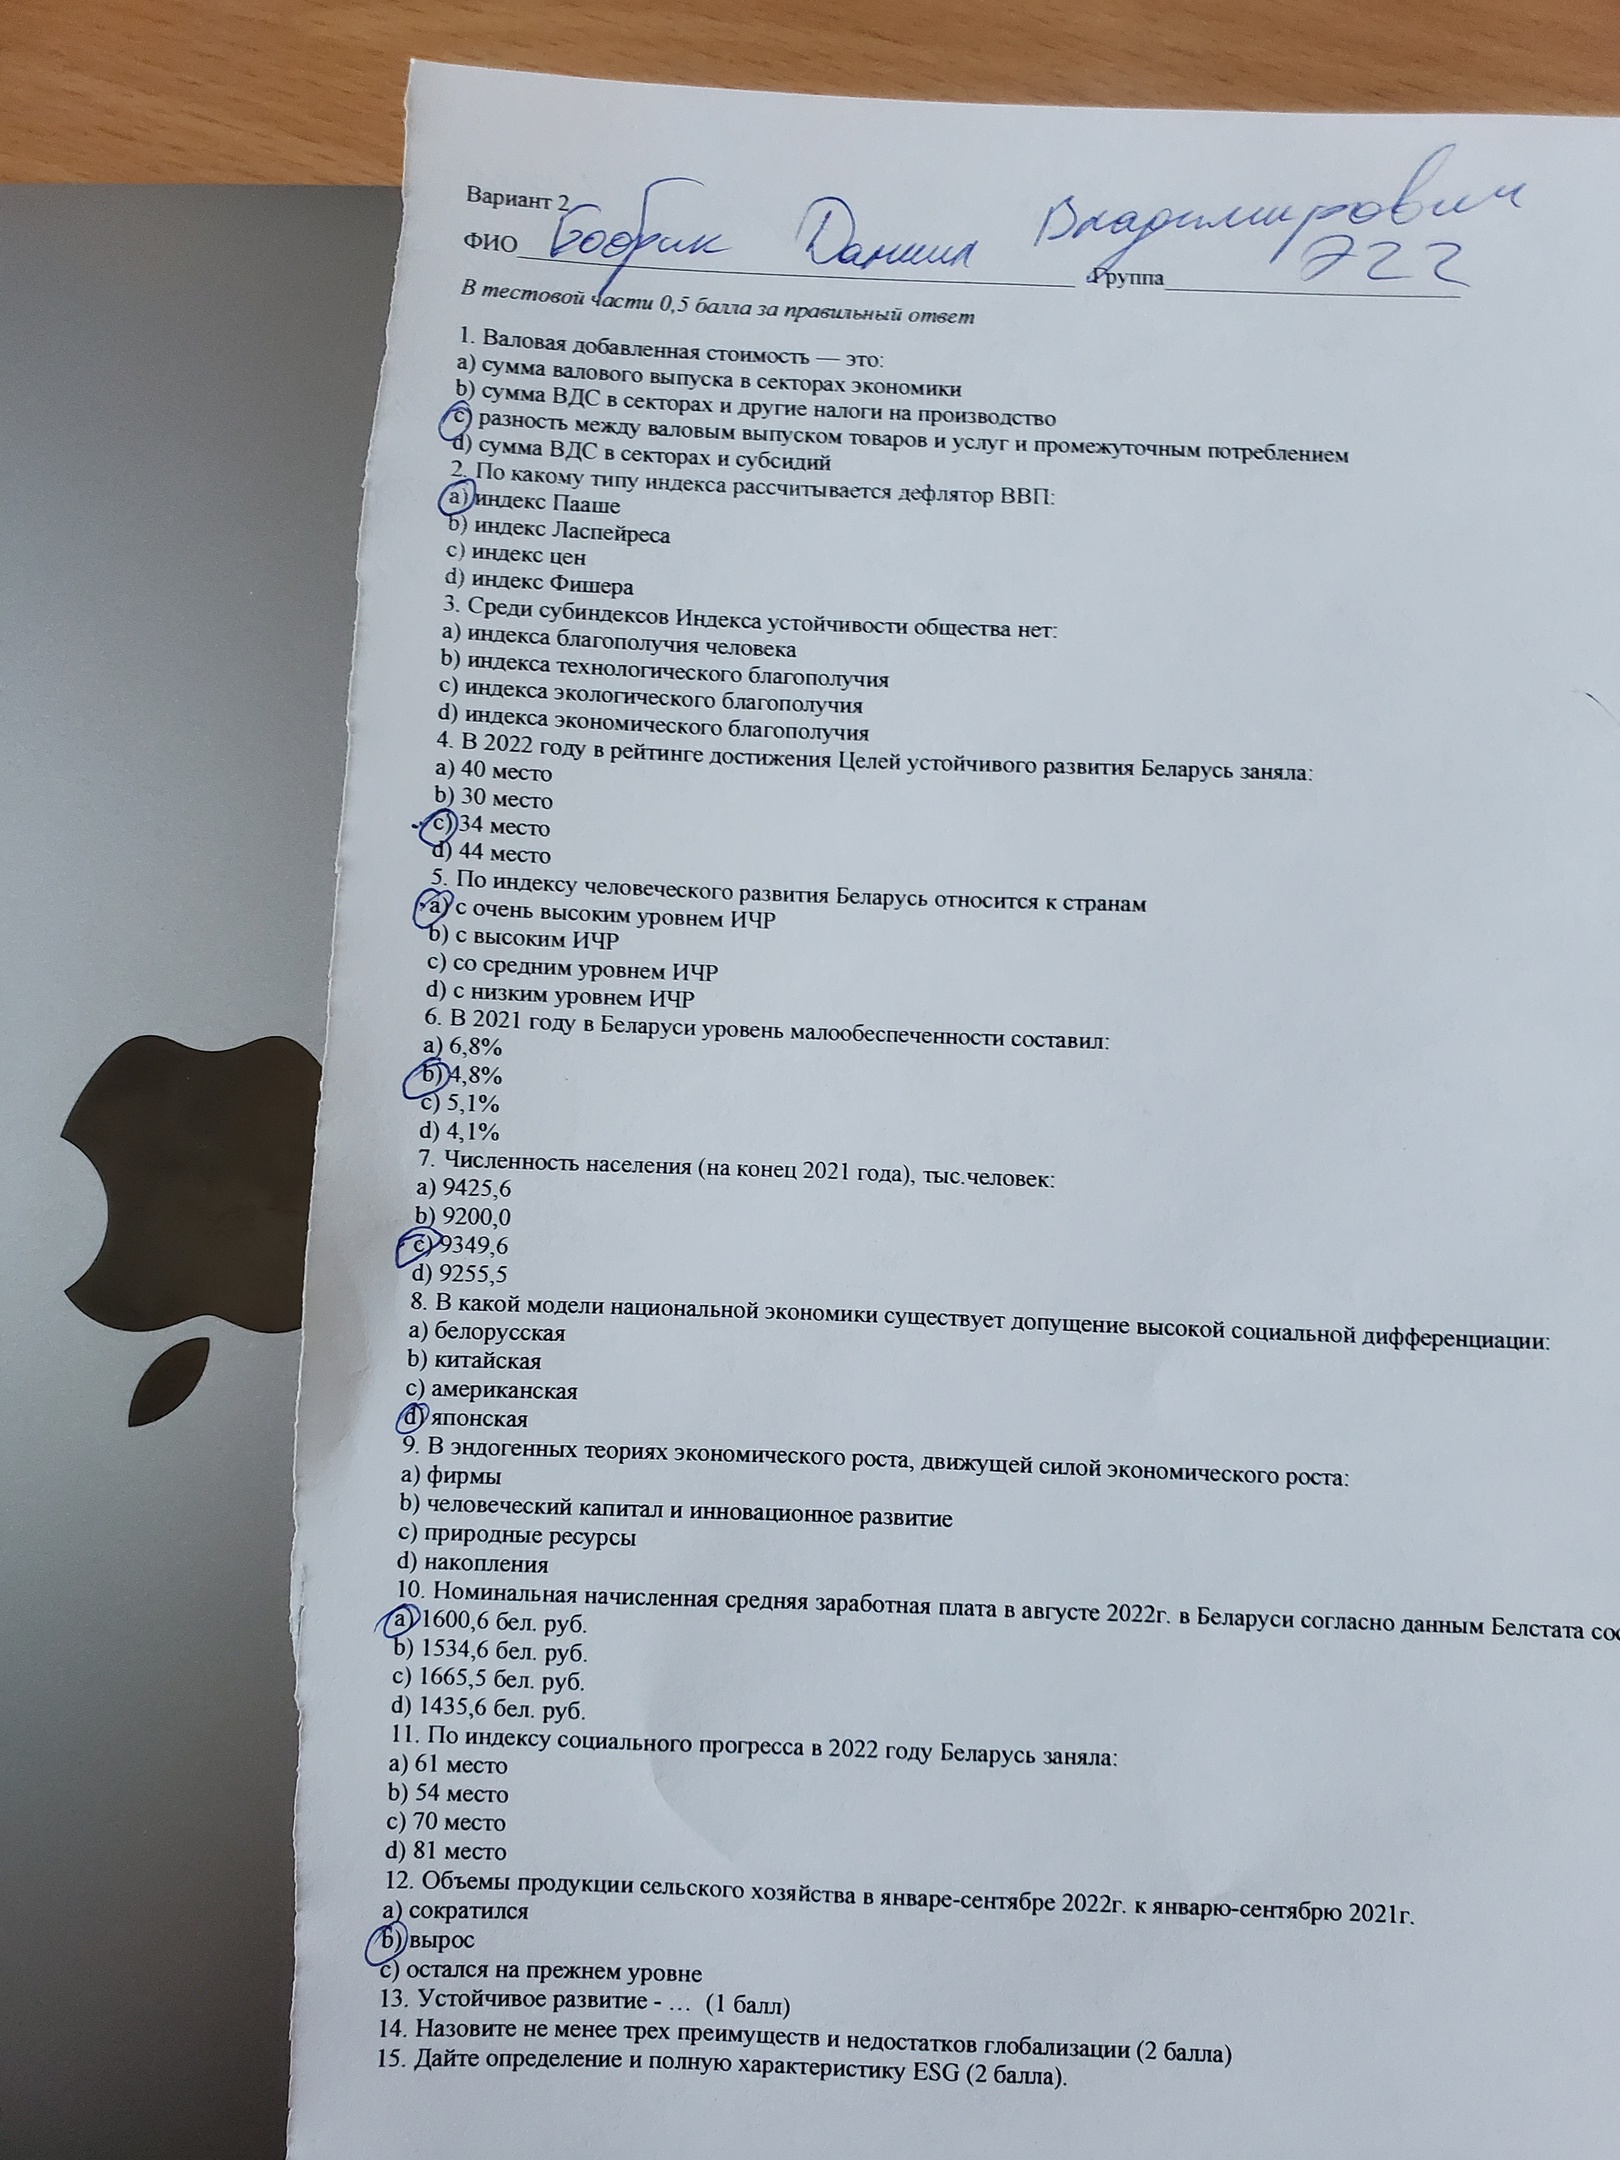 Вариант 2
ФИО Бобрик Даниил Владимирович Группа Э22
В тестовой части 0,5 балла за правильный ответ
1. Валовая добавленная стоимость — это:
a) сумма валового выпуска в секторах экономики
b) сумма ВДС в секторах и другие налоги на производство
c) разность между валовым выпуском товаров и услуг и промежуточным потреблением
d) сумма ВДС в секторах и субсидий
2. По какому типу индекса рассчитывается дефлятор ВВП:
a) индекс Пааше
b) индекс Ласпейреса
c) индекс цен
d) индекс Фишера
3. Среди субиндексов Индекса устойчивости общества нет:
a) индекса благополучия человека
b) индекса технологического благополучия
c) индекса экологического благополучия
d) индекса экономического благополучия
4. В 2022 году в рейтинге достижения Целей устойчивого развития Беларусь заняла:
a) 40 место
b) 30 место
c) 34 место
d) 44 место
5. По индексу человеческого развития Беларусь относится к странам
a) с очень высоким уровнем ИЧР
b) с высоким ИЧР
c) со средним уровнем ИЧР
d) с низким уровнем ИЧР
6. В 2021 году в Беларуси уровень малообеспеченности составил:
a) 6,8%
b) 4,8%
c) 5,1%
d) 4,1%
7. Численность населения (на конец 2021 года), тыс.человек:
a) 9425,6
b) 9200,0
c) 9349,6
d) 9255,5
8. В какой модели национальной экономики существует допущение высокой социальной дифференциации:
a) белорусская
b) китайская
c) американская
d) японская
9. В эндогенных теориях экономического роста, движущей силой экономического роста:
a) фирмы
b) человеческий капитал и инновационное развитие
c) природные ресурсы
d) накопления
10. Номинальная начисленная средняя заработная плата в августе 2022г. в Беларуси согласно данным Белстата
a) 1600,6 бел. руб.
b) 1534,6 бел. руб.
c) 1665,5 бел. руб.
d) 1435,6 бел. руб.
11. По индексу социального прогресса в 2022 году Беларусь заняла:
a) 61 место
b) 54 место
c) 70 место
d) 81 место
12. Объемы продукции сельского хозяйства в январе-сентябре 2022г. к январю-сентябрю 2021г.
a) сократился
b) вырос
c) остался на прежнем уровне
13. Устойчивое развитие - … (1 балл)
14. Назовите не менее трех преимуществ и недостатков глобализации (2 балла)
15. Дайте определение и полную характеристику ESG (2 балла).